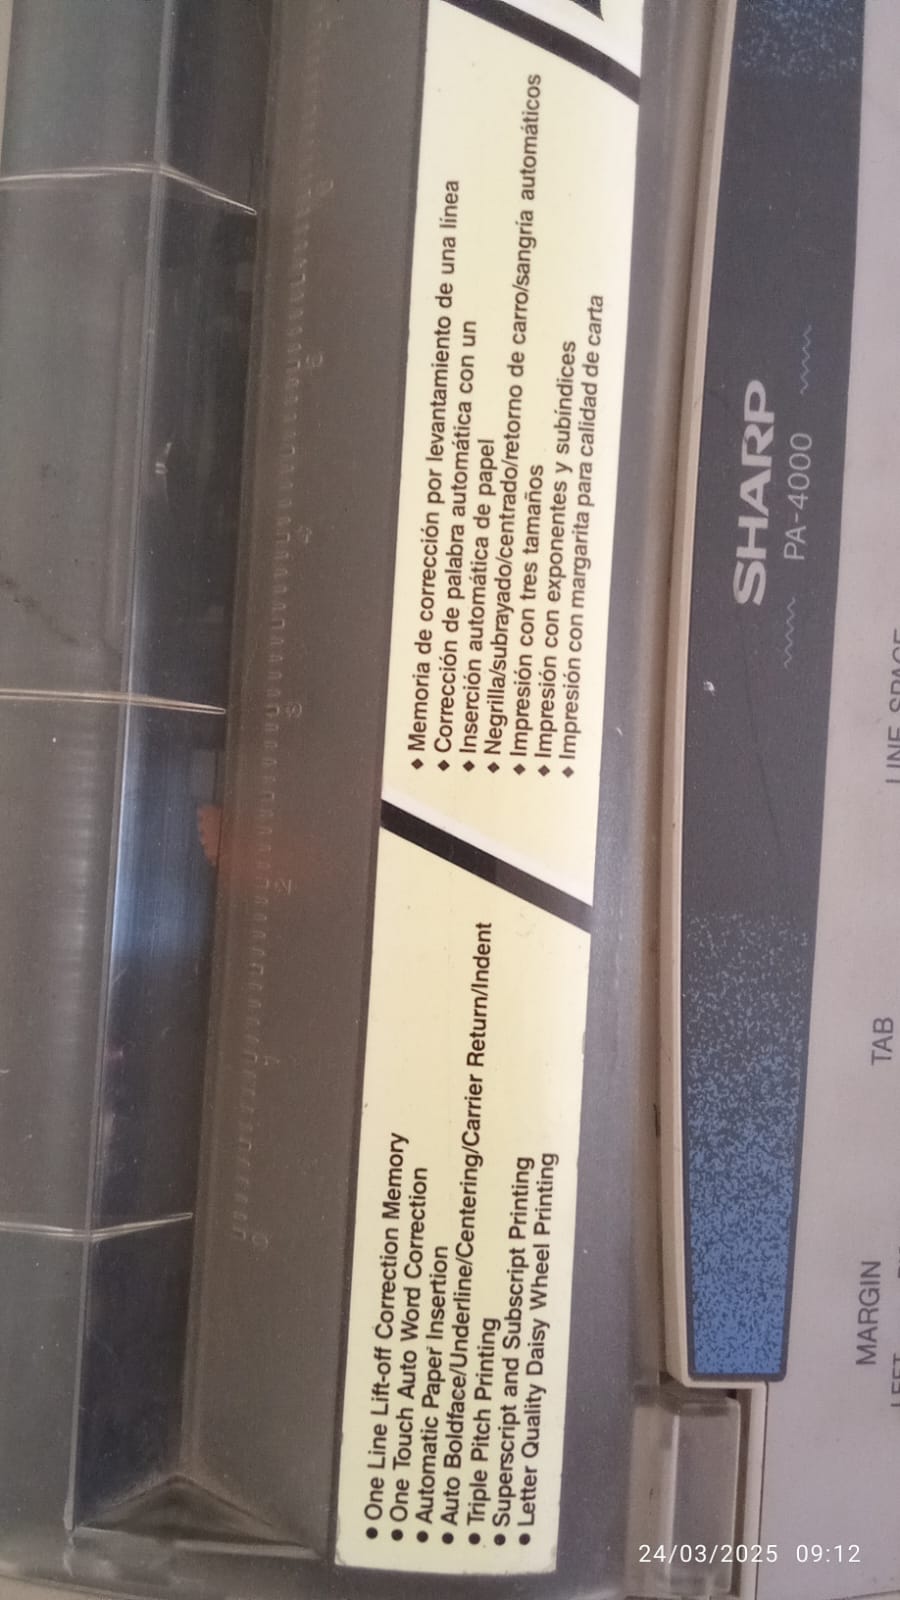 • One Line Lift-off Correction Memory
• One Touch Auto Word Correction
• Automatic Paper Insertion
• Auto Boldface/Underline/Centering/Carrier Return/Indent
• Triple Pitch Printing
• Superscript and Subscript Printing
• Letter Quality Daisy Wheel Printing
♦ Memoria de corrección por levantamiento de una línea
♦ Corrección de palabra automática con un
♦ Inserción automática de papel
♦ Negrilla/subrayado/centrado/retorno de carro/sangría automáticos
♦ Impresión con tres tamaños
♦ Impresión con exponentes y subíndices
♦ Impresión con margarita para calidad de carta
SHARP
PA-4000
MARGIN
TAB
24/03/2025 09:12